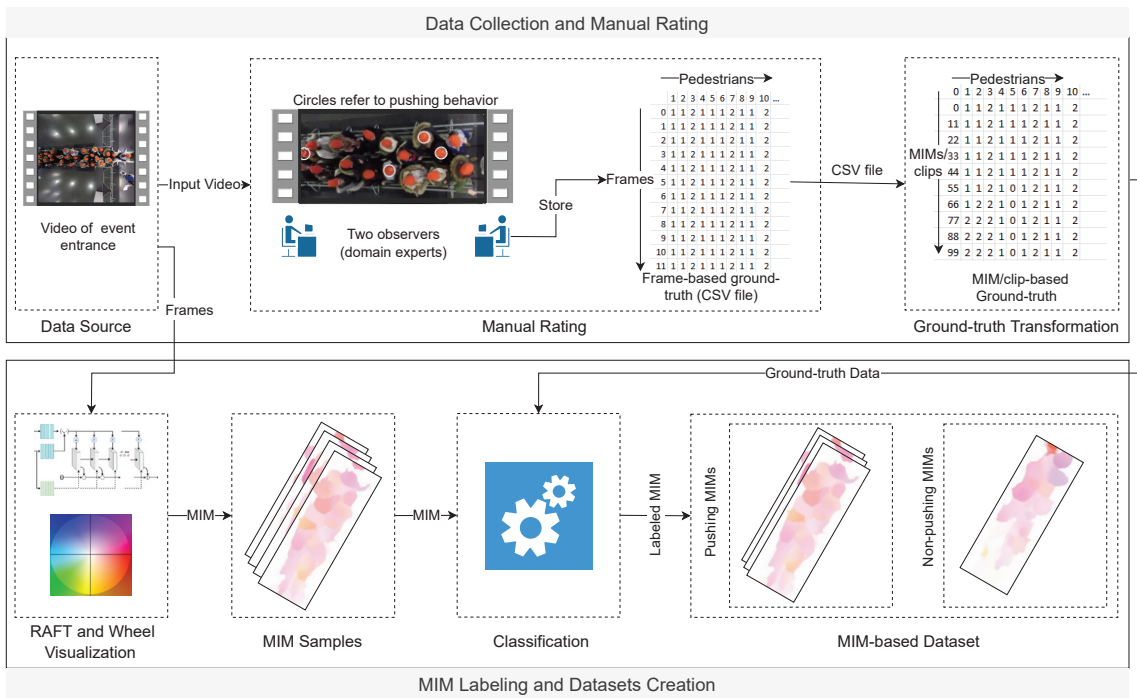 Data Collection and Manual Rating
Video of event
entrance
Data Source
Input Video
Frames
Circles refer to pushing behavior
Two observers
(domain experts)
Store
Manual Rating
Pedestrians
1 2 3 4 5 6 7 8 9 10 ...
0 1 1 2 1 1 1 2 1 1 2
1 1 1 2 1 1 1 2 1 1 2
2 1 1 2 1 1 1 2 1 1 2
3 1 1 2 1 1 1 2 1 1 2
4 1 1 2 1 1 1 2 1 1 2
5 1 1 2 1 1 1 2 1 1 2
6 1 1 2 1 1 1 2 1 1 2
7 1 1 2 1 1 1 2 1 1 2
8 1 1 2 1 1 1 2 1 1 2
9 1 1 2 1 1 1 2 1 1 2
10 1 1 2 1 1 1 2 1 1 2
11 1 1 2 1 1 1 2 1 1 2
Frames
Frame-based ground-
truth (CSV file)
CSV file
Pedestrians
0 1 2 3 4 5 6 7 8 9 10 ...
0 1 1 2 1 1 1 2 1 1 2
11 1 1 2 1 1 1 2 1 1 2
22 1 1 2 1 1 1 2 1 1 2
33 1 1 2 1 1 1 2 1 1 2
44 1 1 2 1 1 1 2 1 1 2
55 1 1 2 1 0 1 2 1 1 2
66 1 2 2 1 0 1 2 1 1 2
77 2 2 2 1 0 1 2 1 1 2
88 2 2 2 1 0 1 2 1 1 2
99 2 2 2 1 0 1 2 1 1 2
MIMs/
clips
MIM/clip-based
Ground-truth
Ground-truth Transformation
Ground-truth Data
RAFT and Wheel
Visualization
MIM
MIM Samples
MIM
Classification
Labeled MIM
Pushing MIMs
Non-pushing MIMs
MIM-based Dataset
MIM Labeling and Datasets Creation